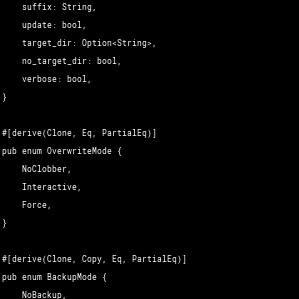 suffix: String,
update: bool,
target_dir: Option<String>,
no_target_dir: bool,
verbose: bool,
}
#[derive(Clone, Eq, PartialEq)]
pub enum OverwriteMode {
NoClobber,
Interactive,
Force,
}
#[derive(Clone, Copy, Eq, PartialEq)]
pub enum BackupMode {
NoBackup,